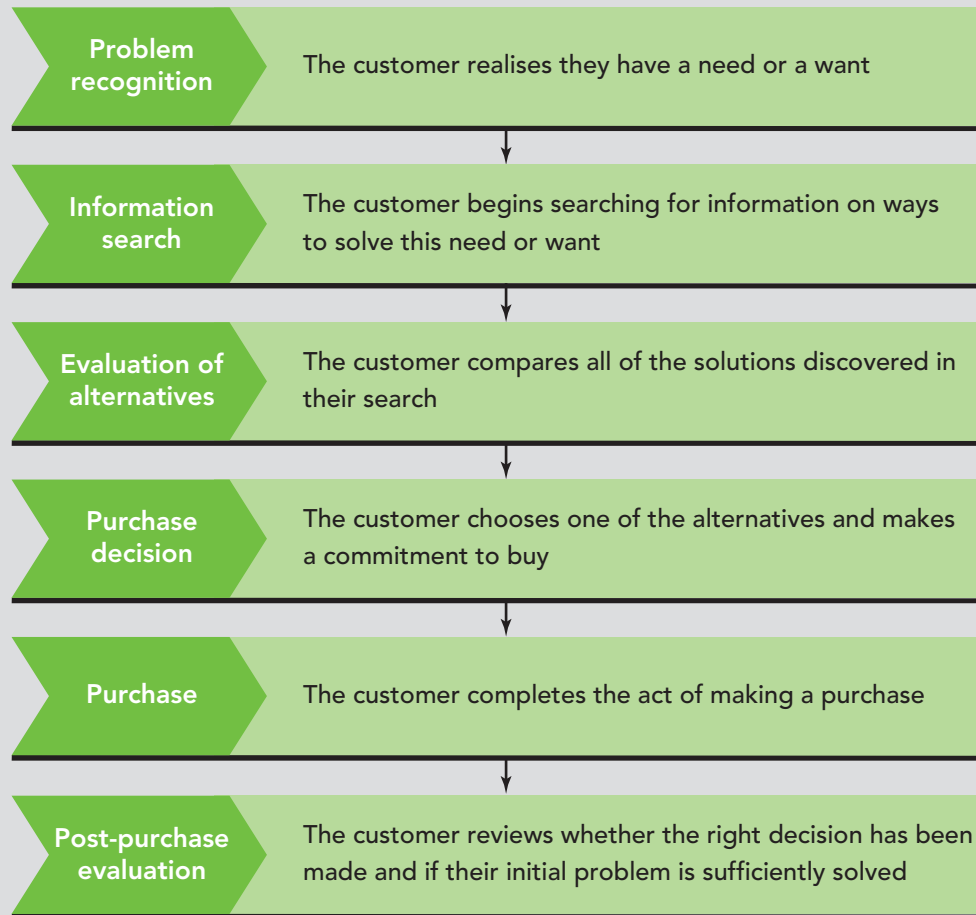 Problem
recognition
The customer realises they have a need or a want
Information
search
The customer begins searching for information on ways
to solve this need or want
Evaluation of
alternatives
The customer compares all of the solutions discovered in
their search
Purchase
decision
The customer chooses one of the alternatives and makes
a commitment to buy
Purchase
The customer completes the act of making a purchase
Post-purchase
evaluation
The customer reviews whether the right decision has been
made and if their initial problem is sufficiently solved